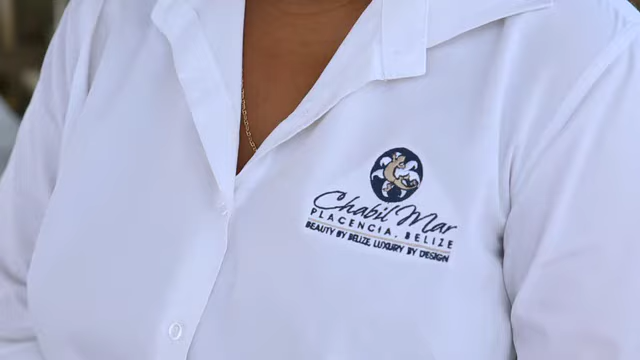 Chabil Mar
PLACENCIA, BELIZE
BEAUTY BY BELIZE, LUXURY BY DESIGN